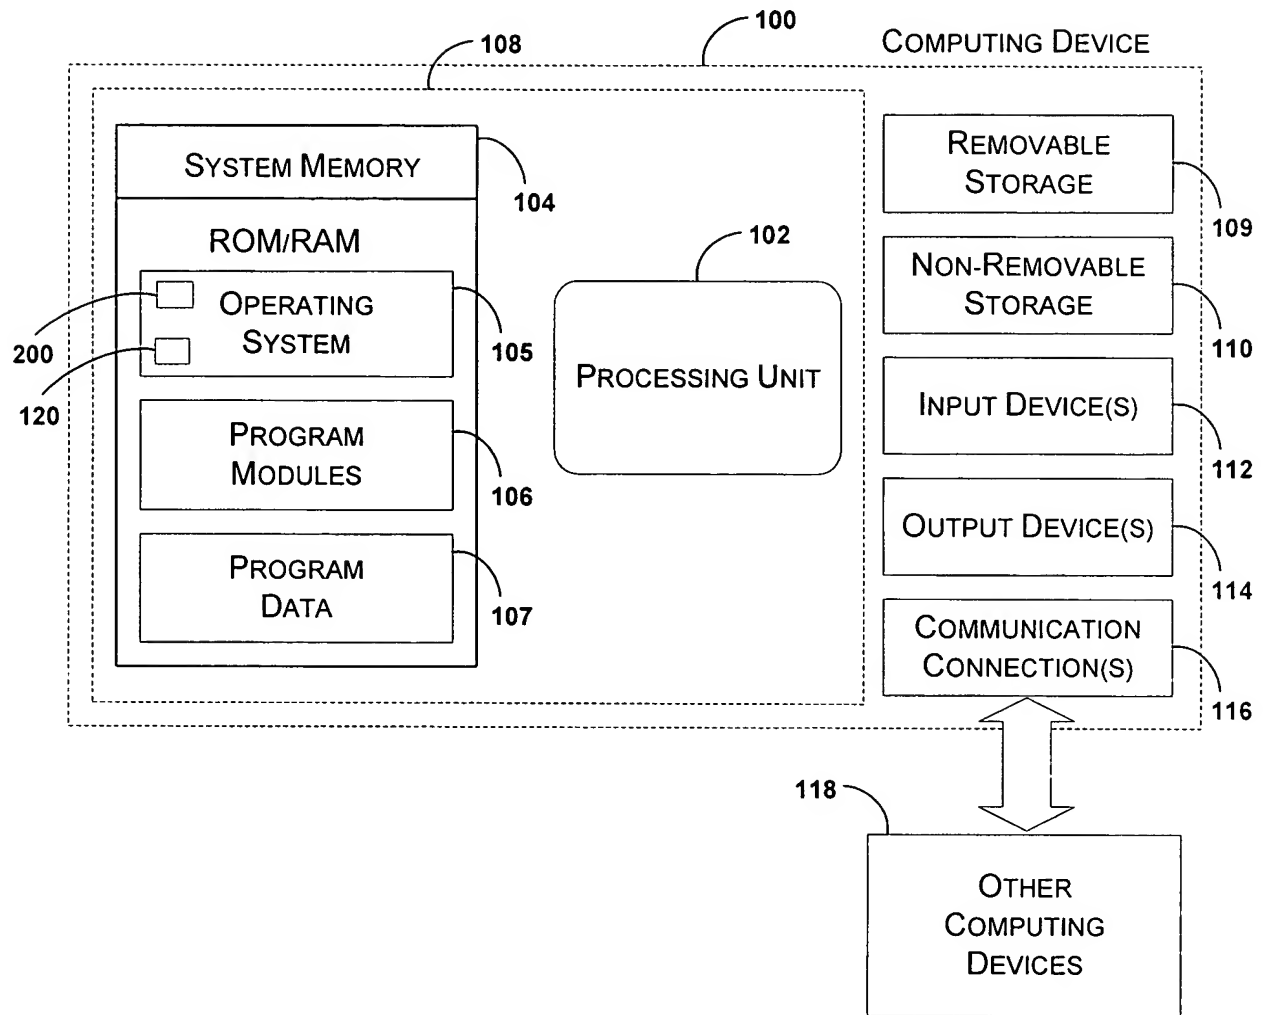 100
COMPUTING DEVICE
108
SYSTEM MEMORY
104
ROM/RAM
OPERATING
SYSTEM
105
200
120
PROGRAM
MODULES
106
PROGRAM
DATA
107
102
PROCESSING UNIT
REMOVABLE
STORAGE
109
NON-REMOVABLE
STORAGE
110
INPUT DEVICE(S)
112
OUTPUT DEVICE(S)
114
COMMUNICATION
CONNECTION(S)
116
118
OTHER
COMPUTING
DEVICES